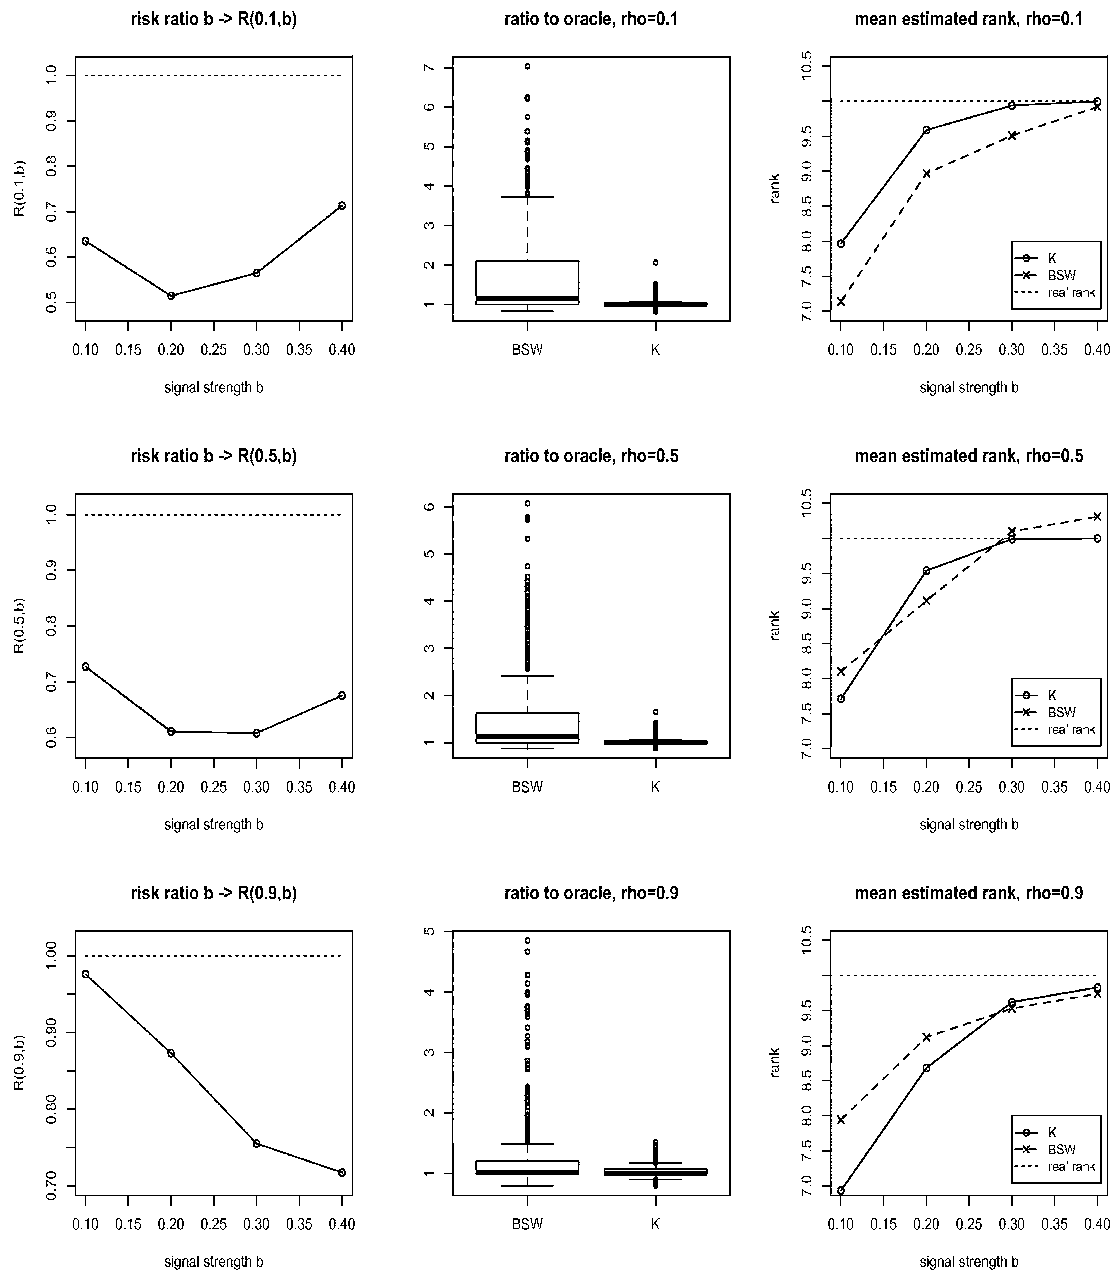 risk ratio b -> R(0.1,b)
R(0.1,b)
1.0
0.9
0.8
0.7
0.6
0.5
0.10 0.15 0.20 0.25 0.30 0.35 0.40
signal strength b
ratio to oracle, rho=0.1
7
6
5
4
3
2
1
BSW K
mean estimated rank, rho=0.1
rank
10.5
9.5
9.0
8.5
8.0
7.5
7.0
K
BSW
real rank
0.10 0.15 0.20 0.25 0.30 0.35 0.40
signal strength b
risk ratio b -> R(0.5,b)
R(0.5,b)
1.0
0.9
0.8
0.7
0.6
0.10 0.15 0.20 0.25 0.30 0.35 0.40
signal strength b
ratio to oracle, rho=0.5
6
5
4
3
2
1
BSW K
mean estimated rank, rho=0.5
rank
10.5
9.5
9.0
8.5
8.0
7.5
7.0
K
BSW
real rank
0.10 0.15 0.20 0.25 0.30 0.35 0.40
signal strength b
risk ratio b -> R(0.9,b)
R(0.9,b)
1.00
0.90
0.80
0.70
0.10 0.15 0.20 0.25 0.30 0.35 0.40
signal strength b
ratio to oracle, rho=0.9
5
4
3
2
1
BSW K
mean estimated rank, rho=0.9
rank
10.5
9.5
9.0
8.5
8.0
7.5
7.0
K
BSW
real rank
0.10 0.15 0.20 0.25 0.30 0.35 0.40
signal strength b